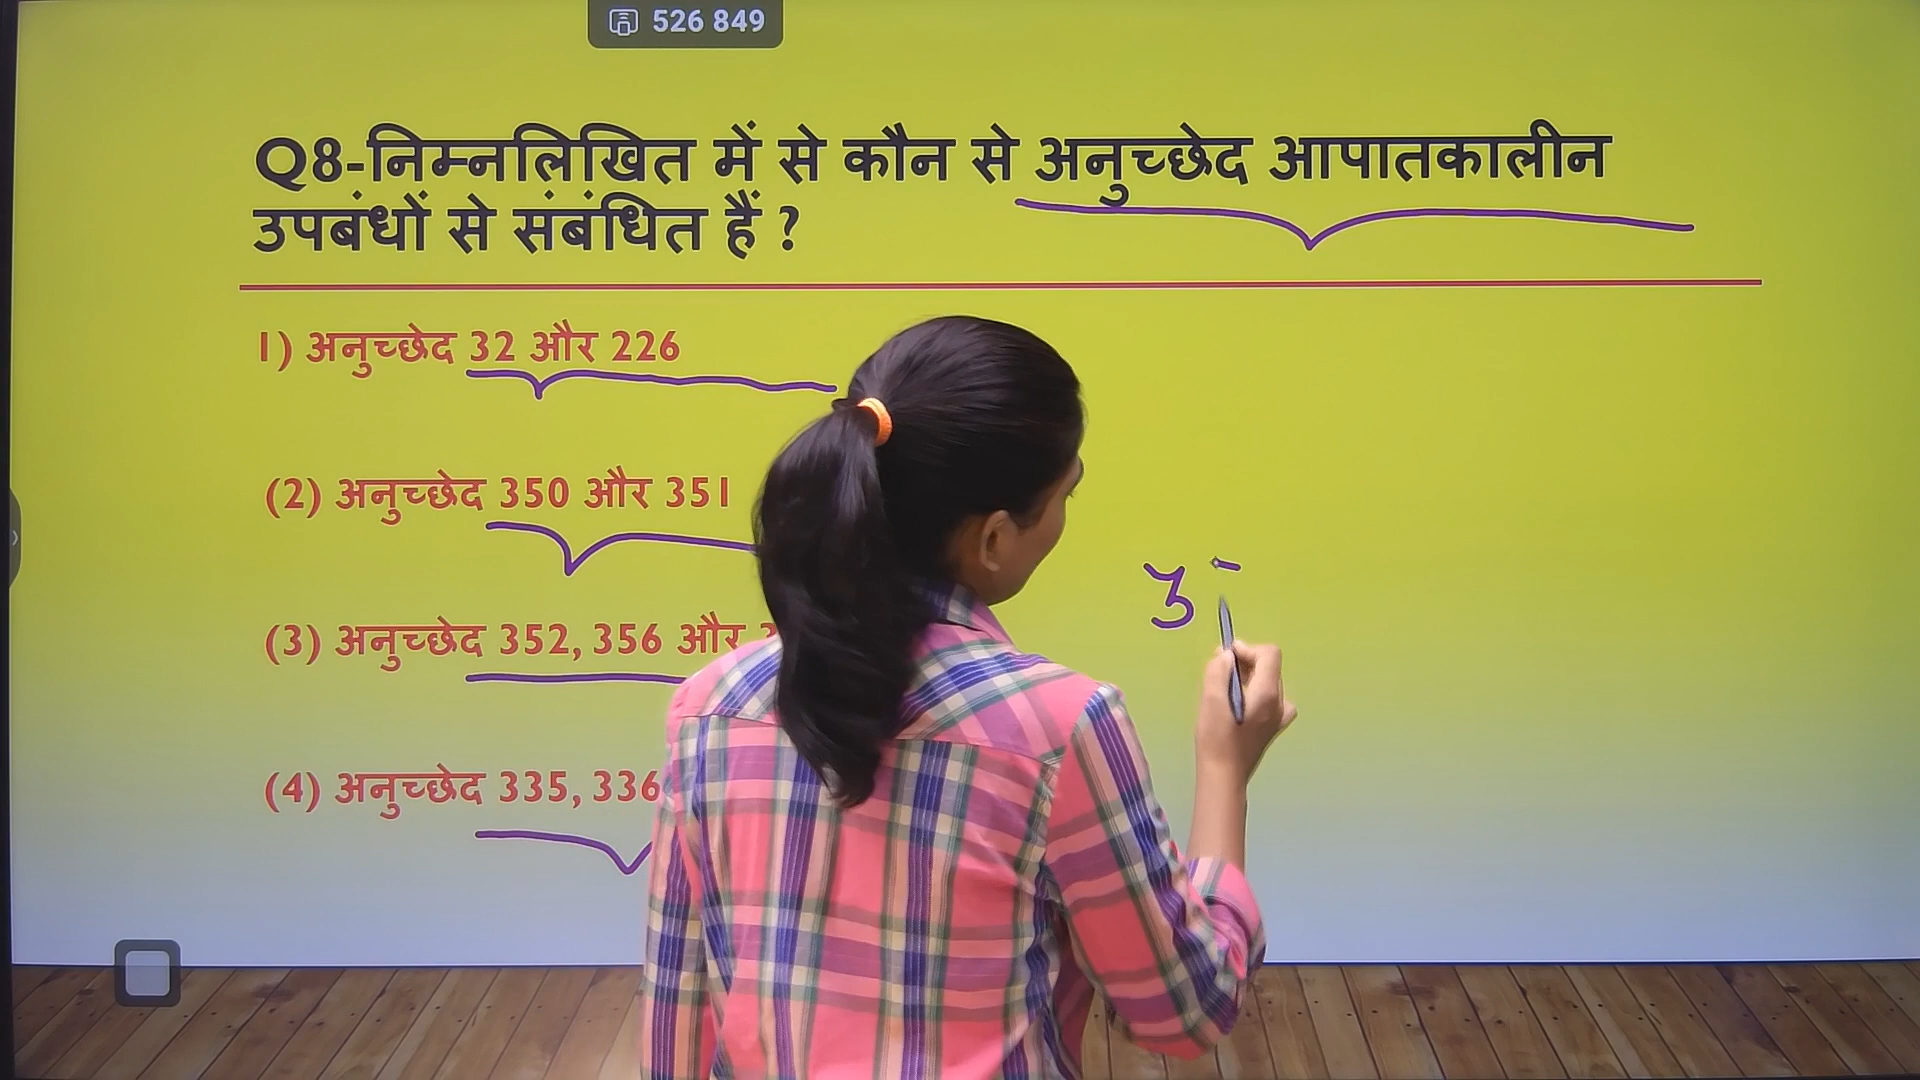 526 849
Q8-निम्नलिखित में से कौन से अनुच्छेद आपातकालीन
उपबंधों से संबंधित हैं ?
1) अनुच्छेद 32 और 226
(2) अनुच्छेद 350 और 351
(3) अनुच्छेद 352, 356 और
(4) अनुच्छेद 335, 336
3